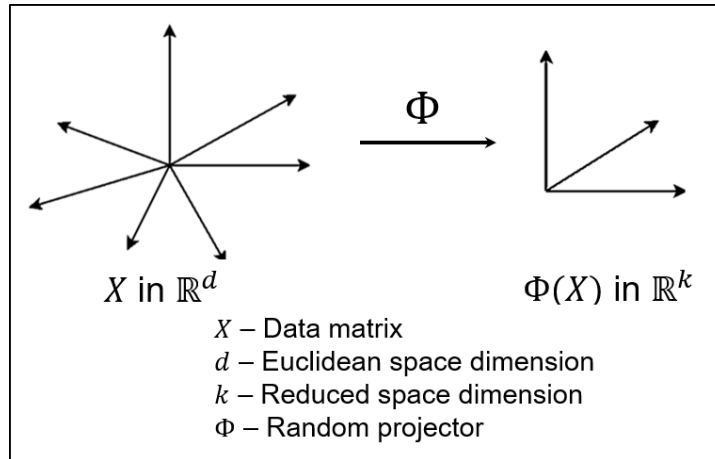 Φ
X in ℝ^d
Φ(X) in ℝ^k
X – Data matrix
d – Euclidean space dimension
k – Reduced space dimension
Φ – Random projector